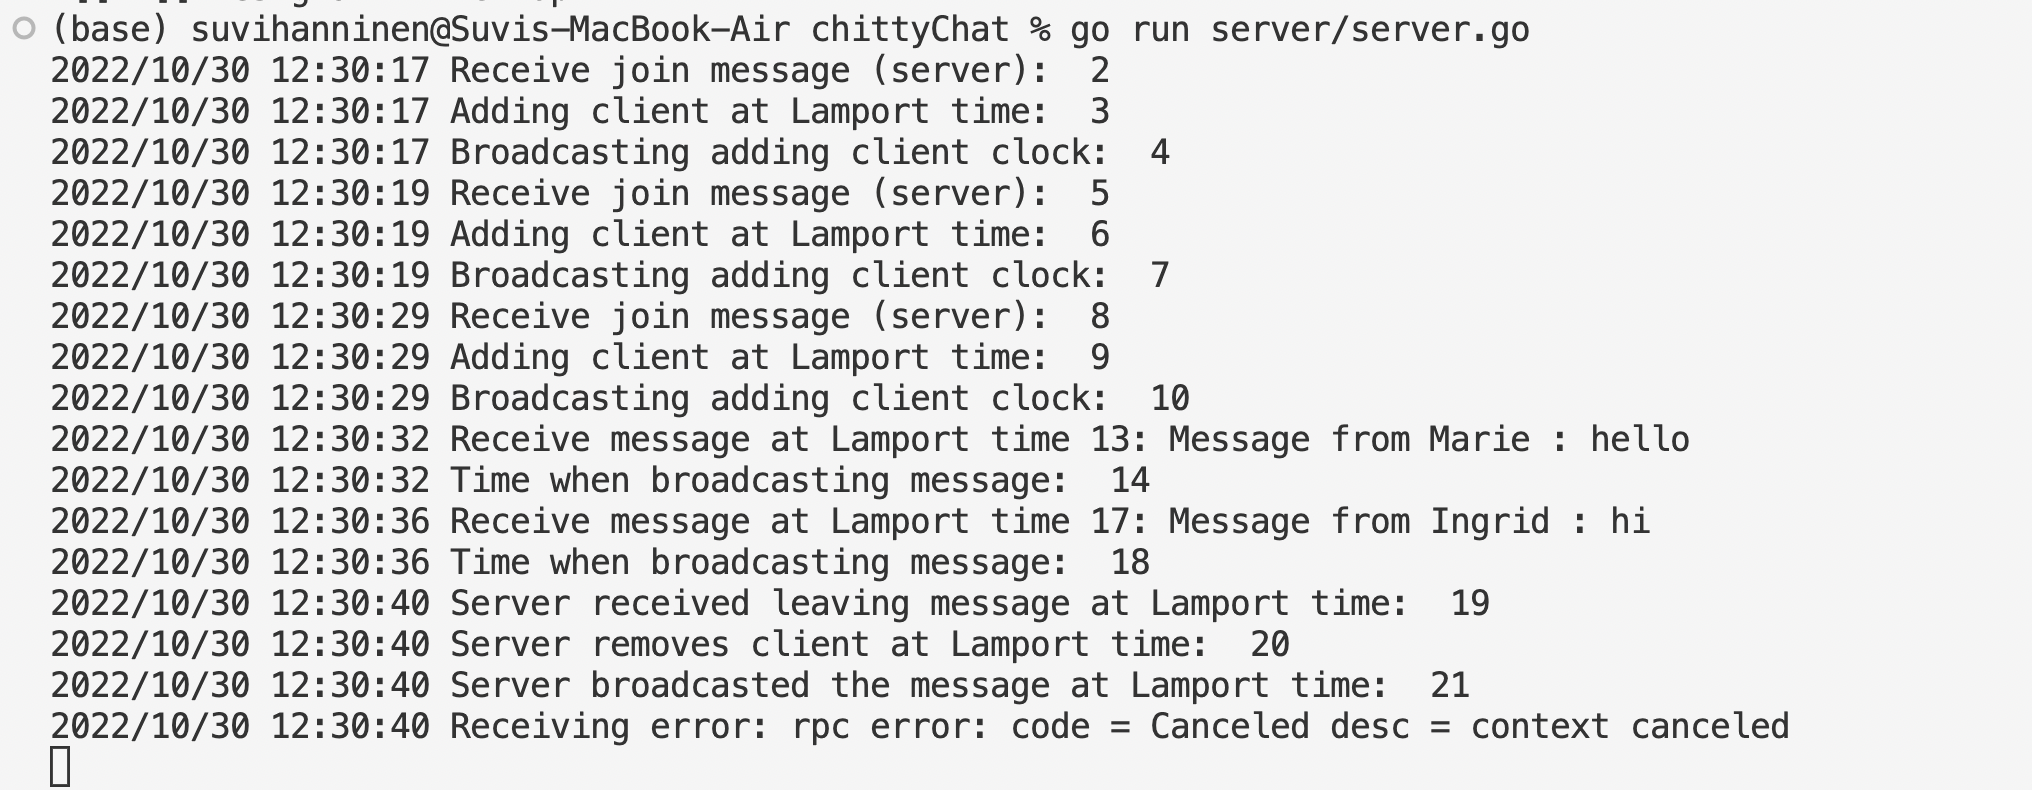 (base) suvihanninen@Suvis-MacBook-Air chittyChat % go run server/server.go
2022/10/30 12:30:17 Receive join message (server):  2
2022/10/30 12:30:17 Adding client at Lamport time:  3
2022/10/30 12:30:17 Broadcasting adding client clock:  4
2022/10/30 12:30:19 Receive join message (server):  5
2022/10/30 12:30:19 Adding client at Lamport time:  6
2022/10/30 12:30:19 Broadcasting adding client clock:  7
2022/10/30 12:30:29 Receive join message (server):  8
2022/10/30 12:30:29 Adding client at Lamport time:  9
2022/10/30 12:30:29 Broadcasting adding client clock:  10
2022/10/30 12:30:32 Receive message at Lamport time 13: Message from Marie : hello
2022/10/30 12:30:32 Time when broadcasting message:  14
2022/10/30 12:30:36 Receive message at Lamport time 17: Message from Ingrid : hi
2022/10/30 12:30:36 Time when broadcasting message:  18
2022/10/30 12:30:40 Server received leaving message at Lamport time:  19
2022/10/30 12:30:40 Server removes client at Lamport time:  20
2022/10/30 12:30:40 Server broadcasted the message at Lamport time:  21
2022/10/30 12:30:40 Receiving error: rpc error: code = Canceled desc = context canceled